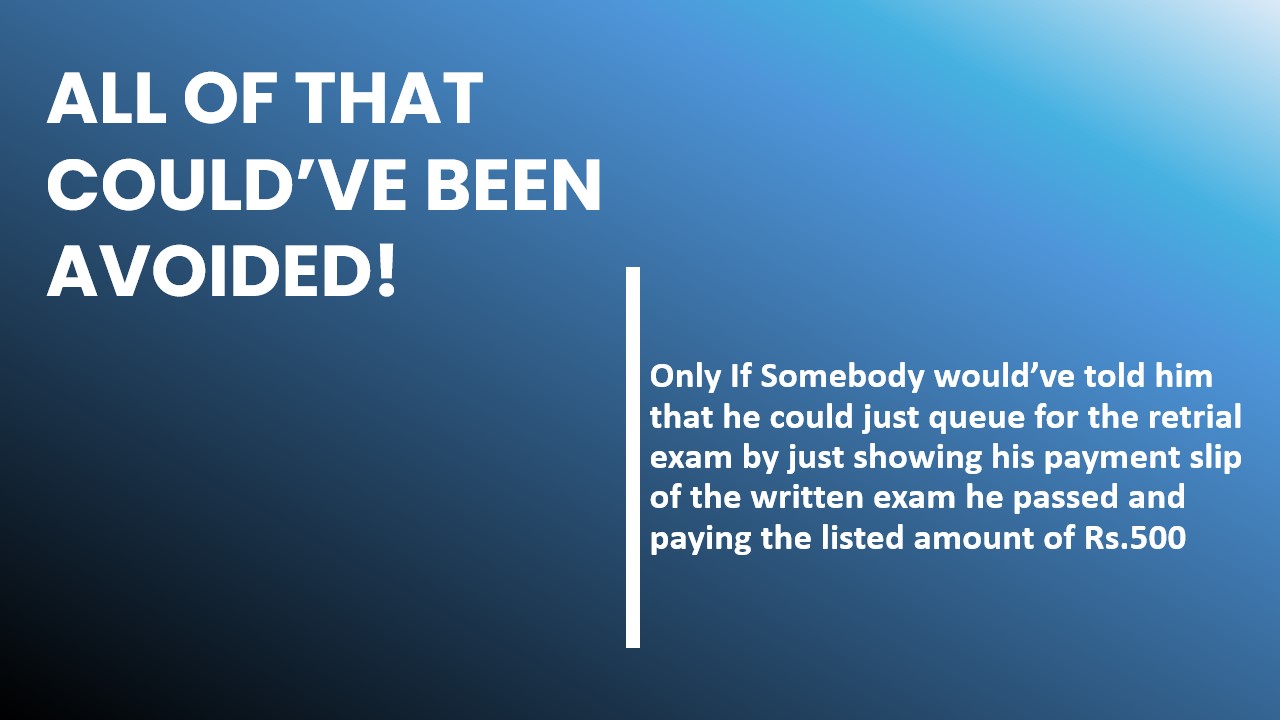 ALL OF THAT
COULD’VE BEEN
AVOIDED!
Only If Somebody would’ve told him
that he could just queue for the retrial
exam by just showing his payment slip
of the written exam he passed and
paying the listed amount of Rs.500